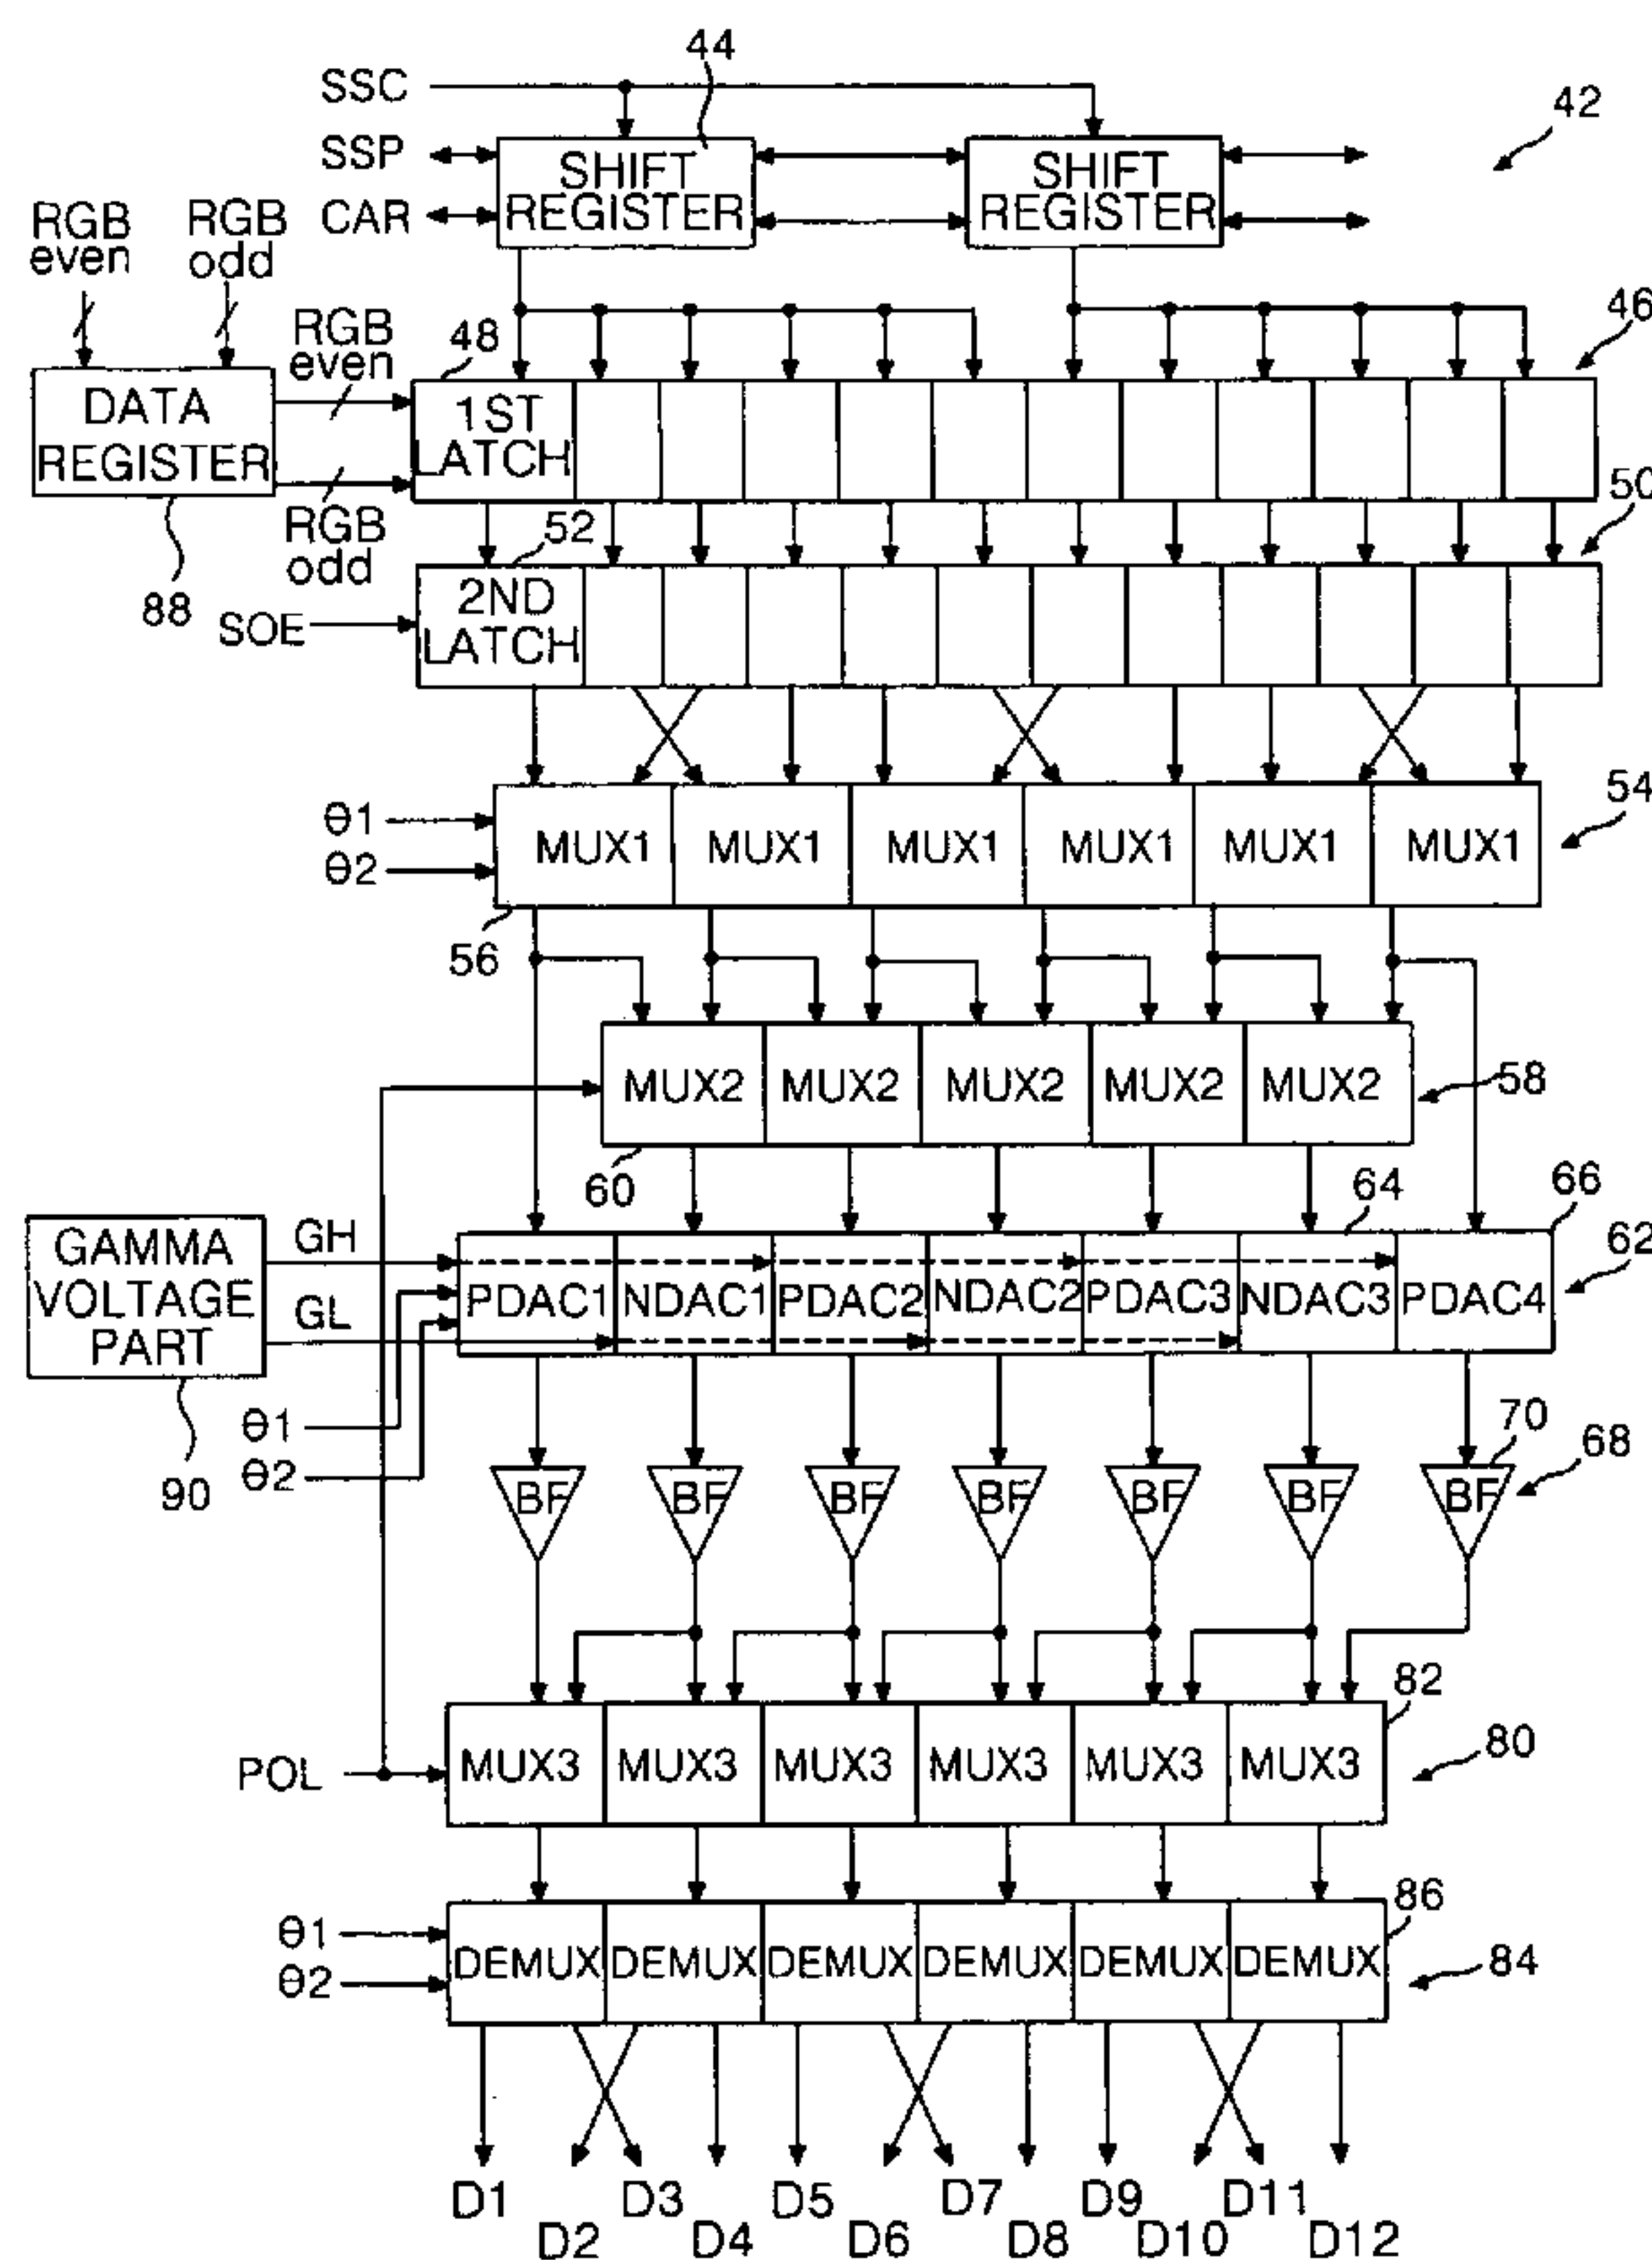 44
SSC
42
SSP
SHIFT REGISTER
SHIFT REGISTER
CAR
RGB even
RGB odd
RGB even
48
46
DATA REGISTER
1ST LATCH
RGB odd
52
50
88
SOE
2ND LATCH
54
θ1
θ2
MUX1 MUX1 MUX1 MUX1 MUX1 MUX1
56
MUX2 MUX2 MUX2 MUX2 MUX2
58
60
64
66
62
GAMMA VOLTAGE PART
GH
GL
PDAC1 NDAC1 PDAC2 NDAC2 PDAC3 NDAC3 PDAC4
θ1
θ2
90
70
68
BF BF BF BF BF BF BF
82
POL
MUX3 MUX3 MUX3 MUX3 MUX3 MUX3
80
86
θ1
θ2
DEMUX DEMUX DEMUX DEMUX DEMUX DEMUX
84
D1 D3 D5 D7 D9 D11
D2 D4 D6 D8 D10 D12